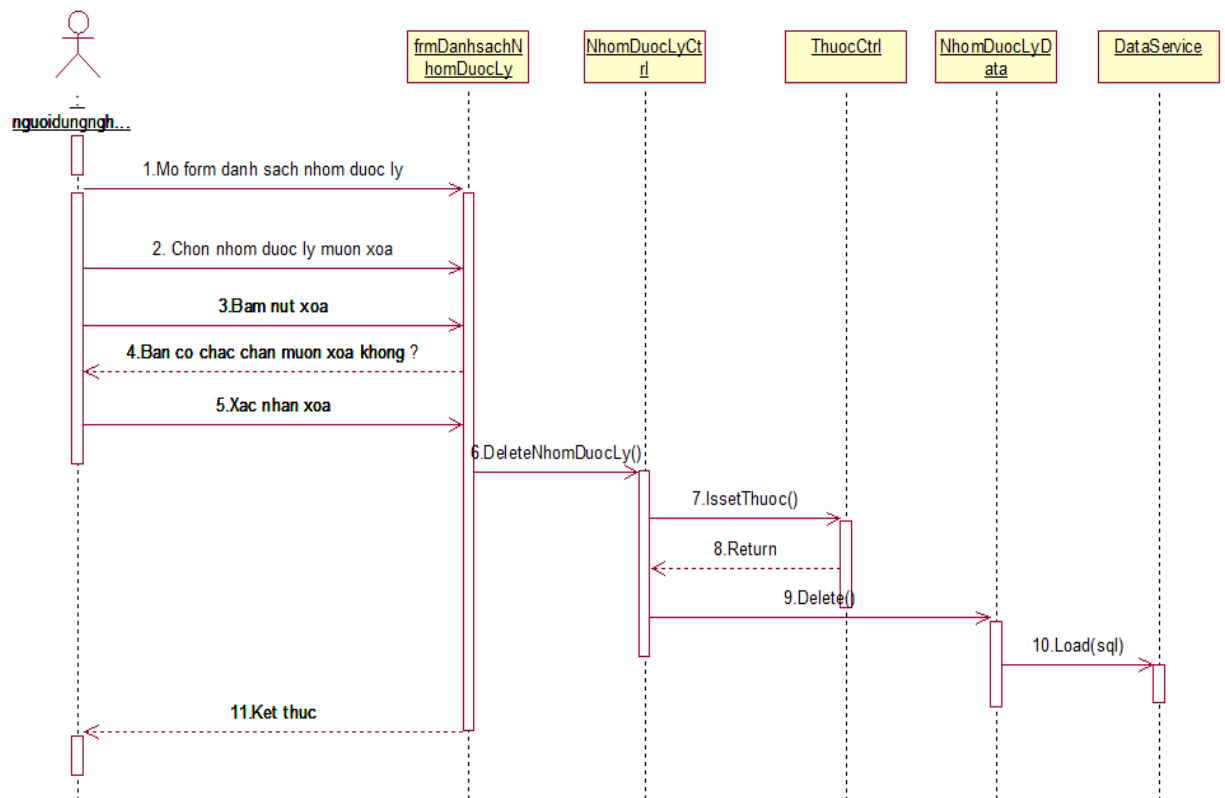 frmDanhsachN
homDuocLy
NhomDuocLyCt
rl
ThuocCtrl
NhomDuocLyD
ata
DataService
:
nguoidungngh...
1.Mo form danh sach nhom duoc ly
2. Chon nhom duoc ly muon xoa
3.Bam nut xoa
4.Ban co chac chan muon xoa khong ?
5.Xac nhan xoa
6.DeleteNhomDuocLy()
7.IssetThuoc()
8.Return
9.Delete()
10.Load(sql)
11.Ket thuc